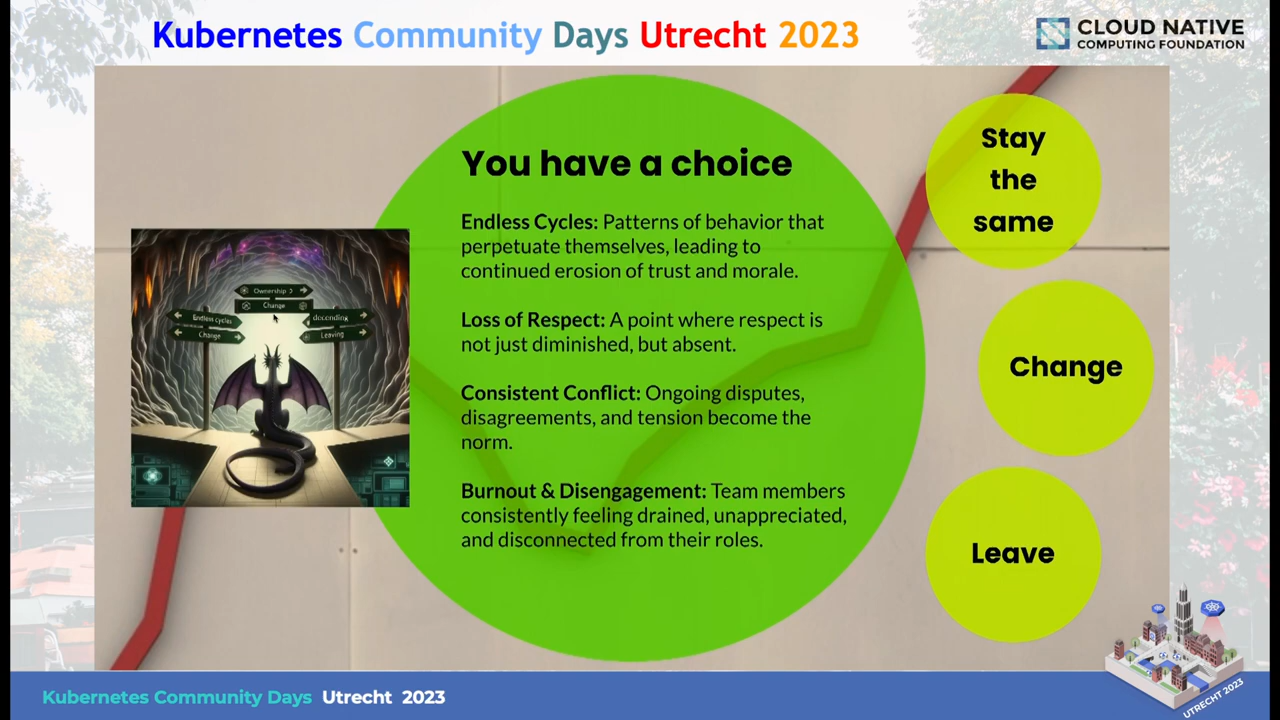 Kubernetes Community Days Utrecht 2023
CLOUD NATIVE
COMPUTING FOUNDATION
You have a choice
Endless Cycles: Patterns of behavior that
perpetuate themselves, leading to
continued erosion of trust and morale.
Loss of Respect: A point where respect is
not just diminished, but absent.
Consistent Conflict: Ongoing disputes,
disagreements, and tension become the
norm.
Burnout & Disengagement: Team members
consistently feeling drained, unappreciated,
and disconnected from their roles.
Ownership
Change
Endless cycles
Change
docending
Leaving
Stay
the
same
Change
Leave
Kubernetes Community Days Utrecht 2023
UTRECHT 2023